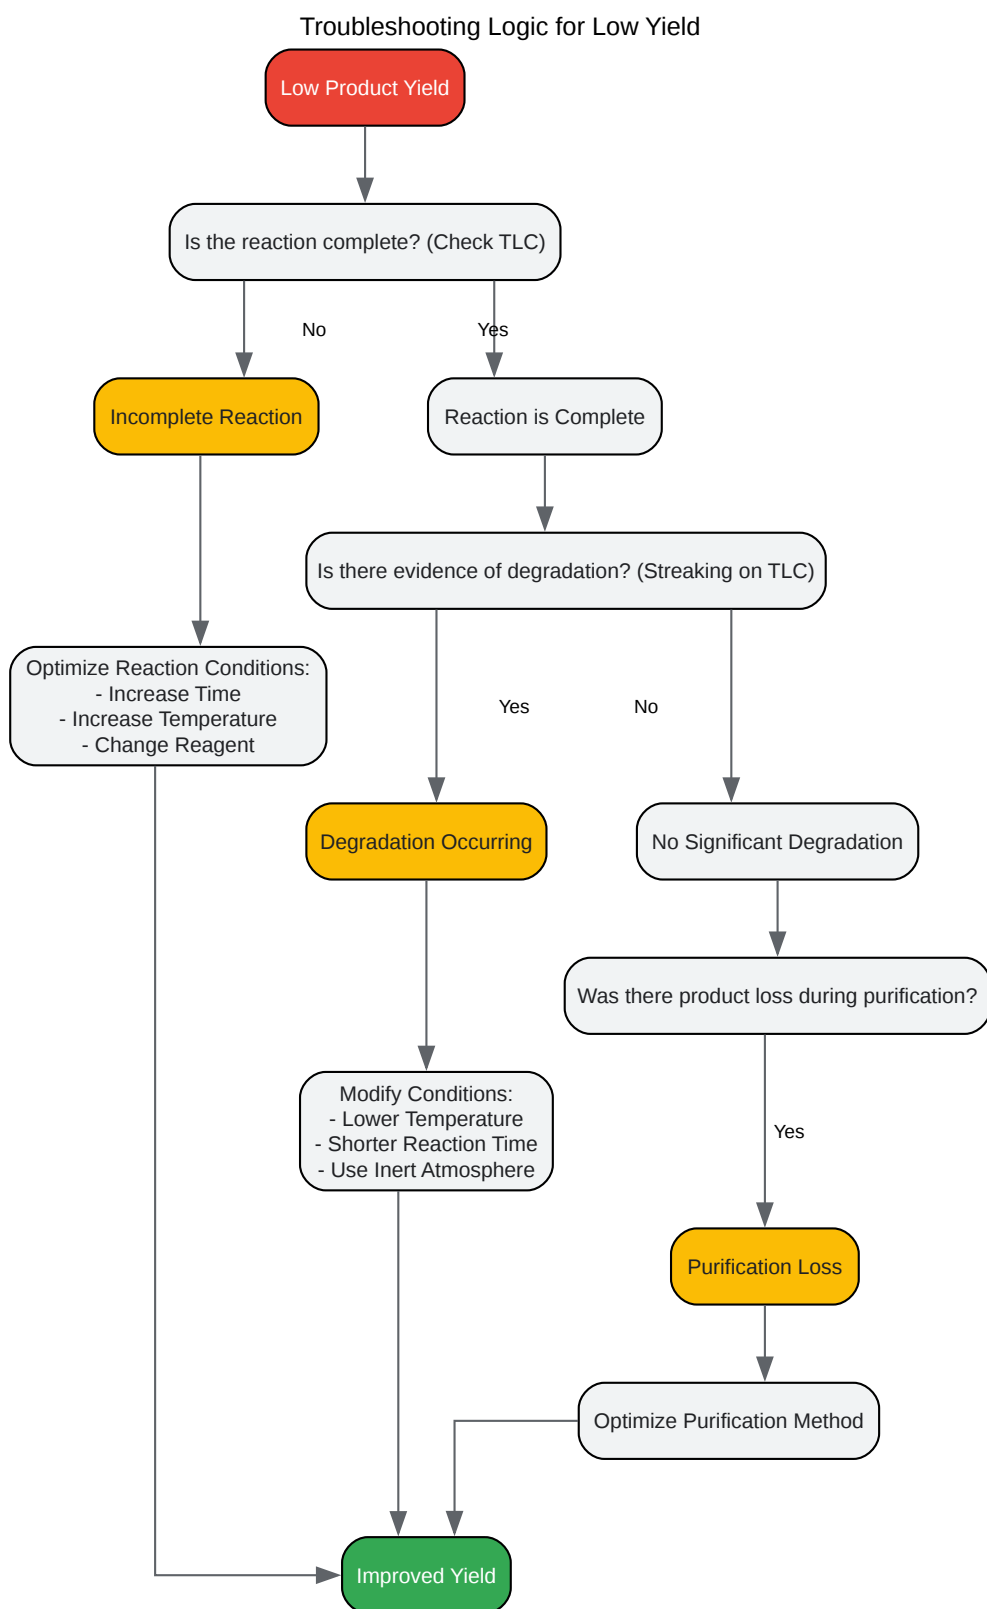 Troubleshooting Logic for Low Yield
Low Product Yield
Is the reaction complete? (Check TLC)
No
Yes
Incomplete Reaction
Reaction is Complete
Is there evidence of degradation? (Streaking on TLC)
Optimize Reaction Conditions:
- Increase Time
- Increase Temperature
- Change Reagent
Yes
No
Degradation Occurring
No Significant Degradation
Was there product loss during purification?
Modify Conditions:
- Lower Temperature
- Shorter Reaction Time
- Use Inert Atmosphere
Yes
Purification Loss
Optimize Purification Method
Improved Yield